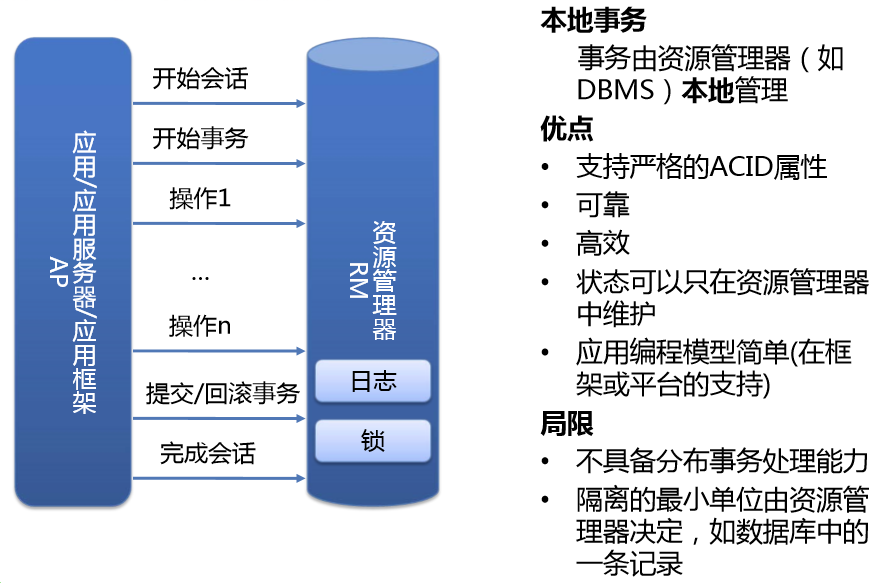 应用/应用服务器/应用框架
AP
开始会话
开始事务
操作1
...
操作n
提交/回滚事务
完成会话
资源管理器
RM
日志
锁
本地事务
事务由资源管理器（如
DBMS）本地管理
优点
• 支持严格的ACID属性
• 可靠
• 高效
• 状态可以只在资源管理器
中维护
• 应用编程模型简单(在框
架或平台的支持)
局限
• 不具备分布事务处理能力
• 隔离的最小单位由资源管
理器决定，如数据库中的
一条记录